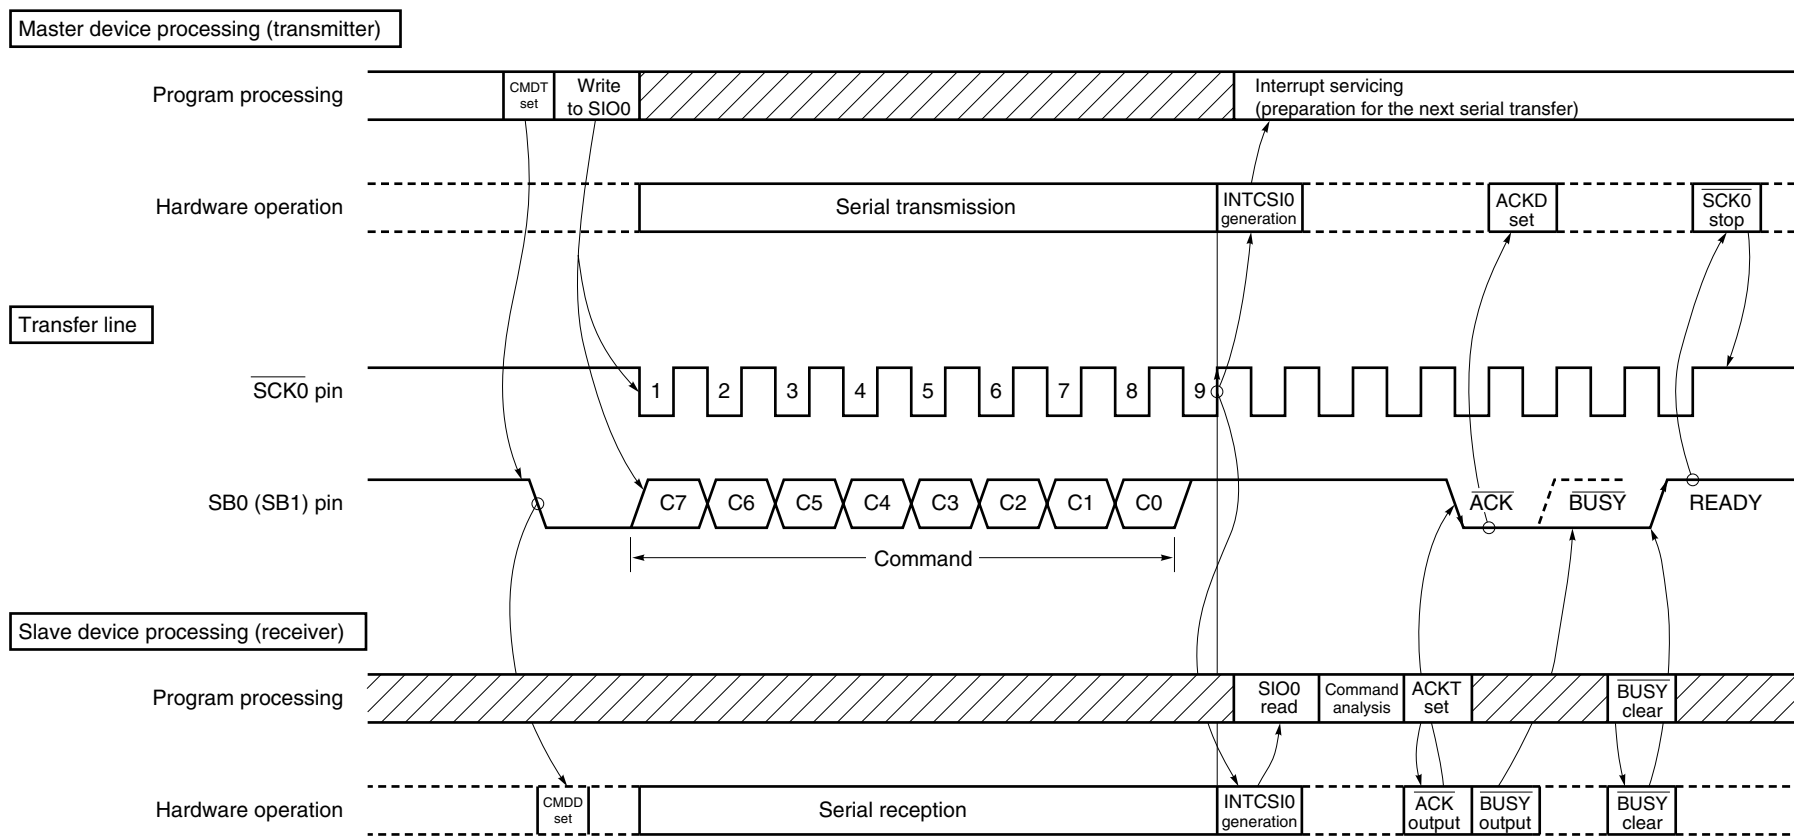 Master device processing (transmitter)
Program processing
CMDT
set
Write
to SIO0
Interrupt servicing
(preparation for the next serial transfer)
Hardware operation
Serial transmission
INTCSI0
generation
ACKD
set
SCK0
stop
Transfer line
SCK0 pin
1 2 3 4 5 6 7 8 9
SB0 (SB1) pin
C7 C6 C5 C4 C3 C2 C1 C0
ACK
BUSY
READY
Command
Slave device processing (receiver)
Program processing
SIO0
read
Command
analysis
ACKT
set
BUSY
clear
Hardware operation
CMDD
set
Serial reception
INTCSI0
generation
ACK
output
BUSY
output
BUSY
clear